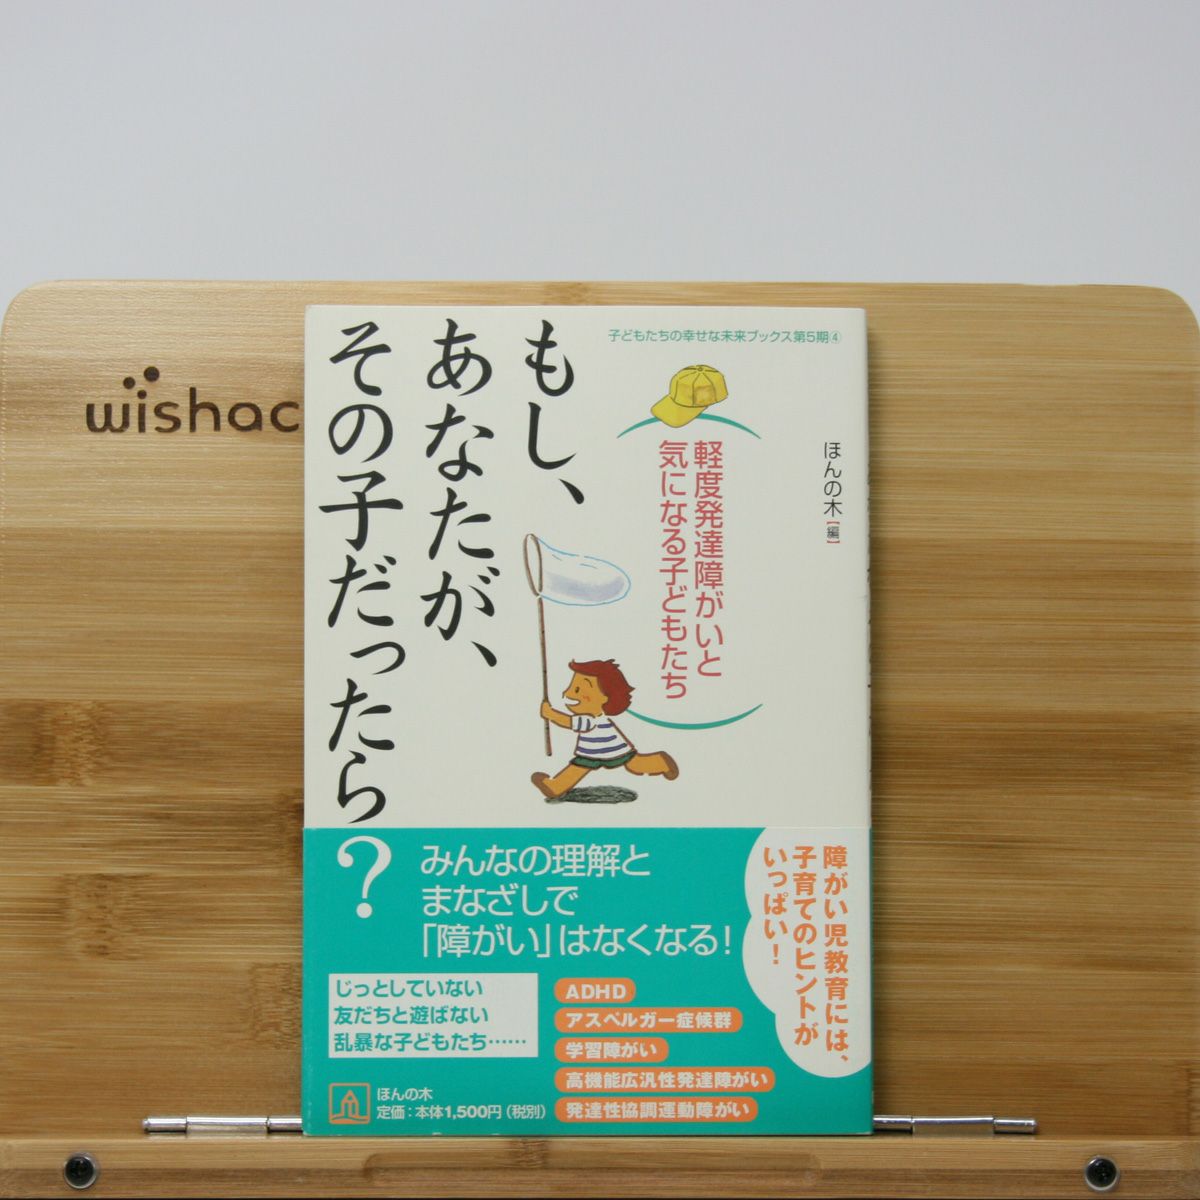 wishac
子どもたちの幸せな未来ブックス第5期④
ほんの木【編】
軽度発達障がいと
気になる子どもたち
もし、
あなたが、
その子だったら?
みんなの理解と
まなざしで
「障がい」はなくなる!
障がい児教育には、
子育てのヒントが
いっぱい!
じっとしていない
友だちと遊ばない
乱暴な子どもたち……
ADHD
アスペルガー症候群
学習障がい
高機能広汎性発達障がい
発達性協調運動障がい
ほんの木
定価:本体1,500円(税別)